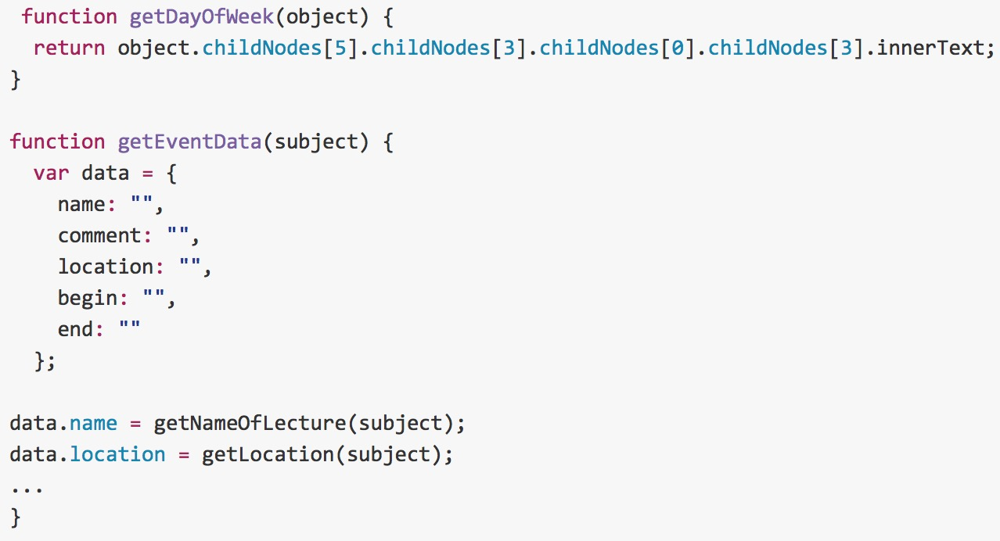 function getDayOfWeek(object) {
  return object.childNodes[5].childNodes[3].childNodes[0].childNodes[3].innerText;
}

function getEventData(subject) {
  var data = {
    name: "",
    comment: "",
    location: "",
    begin: "",
    end: ""
  };

data.name = getNameOfLecture(subject);
data.location = getLocation(subject);
...
}